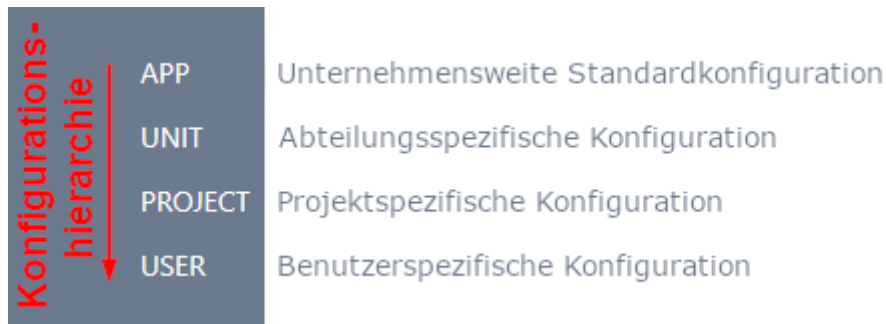 Konfigurations-
hierarchie
APP Unternehmensweite Standardkonfiguration
UNIT Abteilungsspezifische Konfiguration
PROJECT Projektspezifische Konfiguration
USER Benutzerspezifische Konfiguration